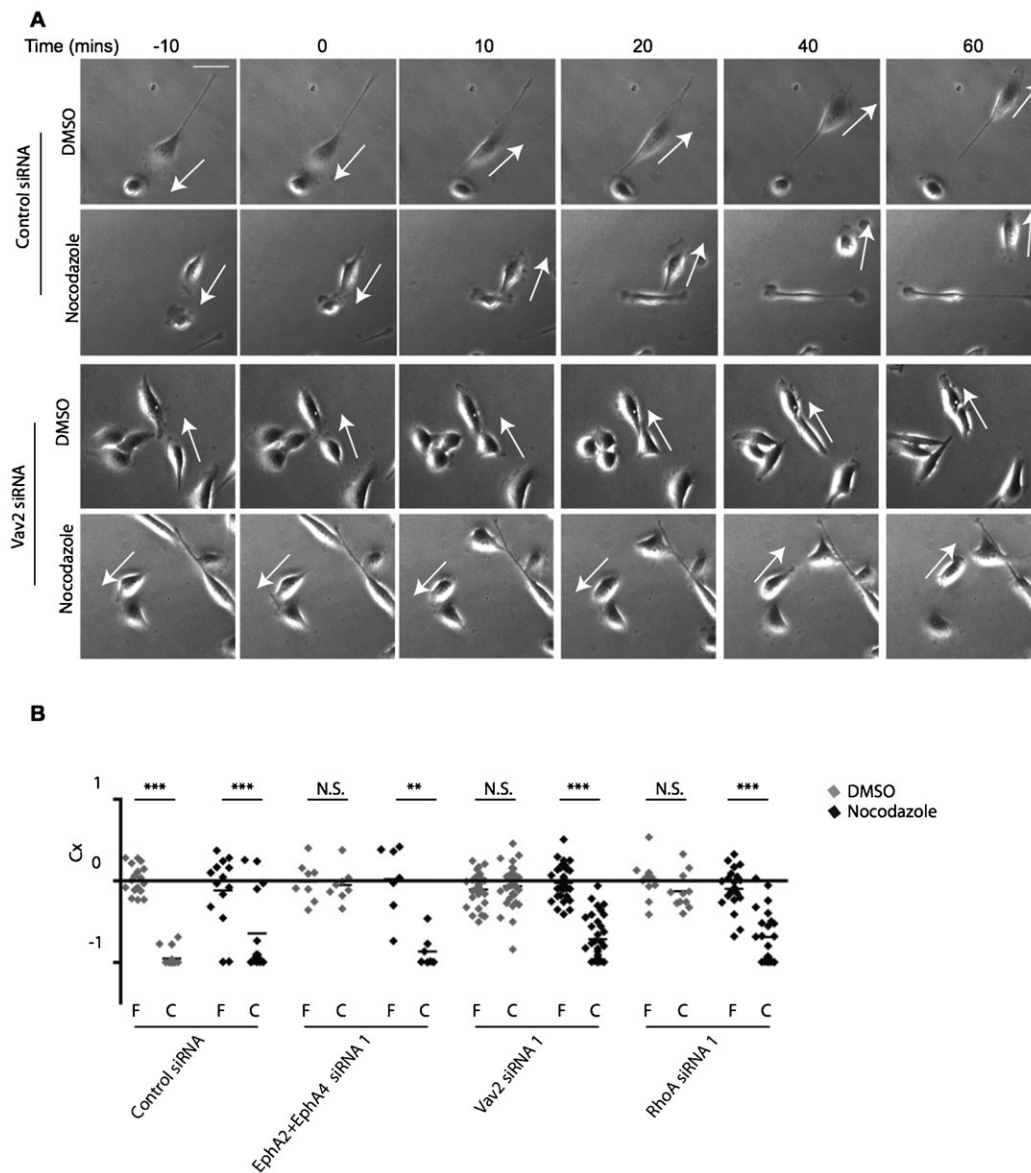 A
Time (mins) -10 0 10 20 40 60
Control siRNA
DMSO
Nocodazole
Vav2 siRNA
DMSO
Nocodazole
B
1
*** *** N.S. ** N.S. *** N.S. ***
DMSO
Nocodazole
Cx
0
-1
F C F C F C F C F C F C F C F C
Control siRNA
EphA2+EphA4 siRNA 1
Vav2 siRNA 1
RhoA siRNA 1